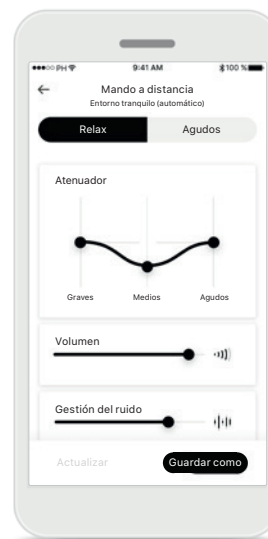 ●●●○○ PH 9:41 AM 100 %
Mando a distancia
Entorno tranquilo (automático)
Relax Agudos
Atenuador
Graves Medios Agudos
Volumen
Gestión del ruido
Actualizar Guardar como